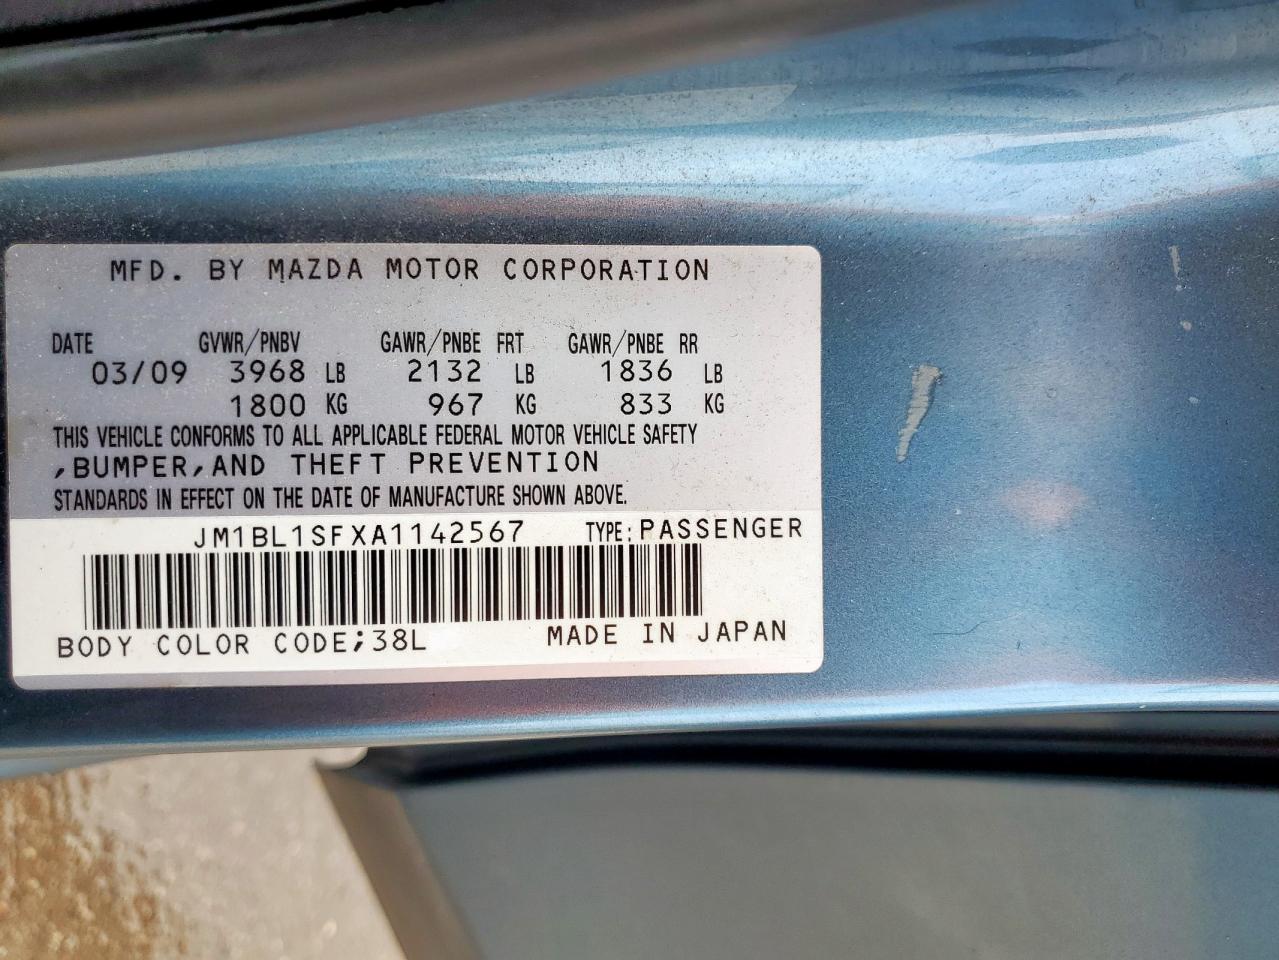 MFD. BY MAZDA MOTOR CORPORATION
DATE GVWR/PNBV GAWR/PNBE FRT GAWR/PNBE RR
03/09 3968 LB 2132 LB 1836 LB
1800 KG 967 KG 833 KG
THIS VEHICLE CONFORMS TO ALL APPLICABLE FEDERAL MOTOR VEHICLE SAFETY
,BUMPER,AND THEFT PREVENTION
STANDARDS IN EFFECT ON THE DATE OF MANUFACTURE SHOWN ABOVE.
JM1BL1SFXA1142567 TYPE:PASSENGER
BODY COLOR CODE;38L MADE IN JAPAN